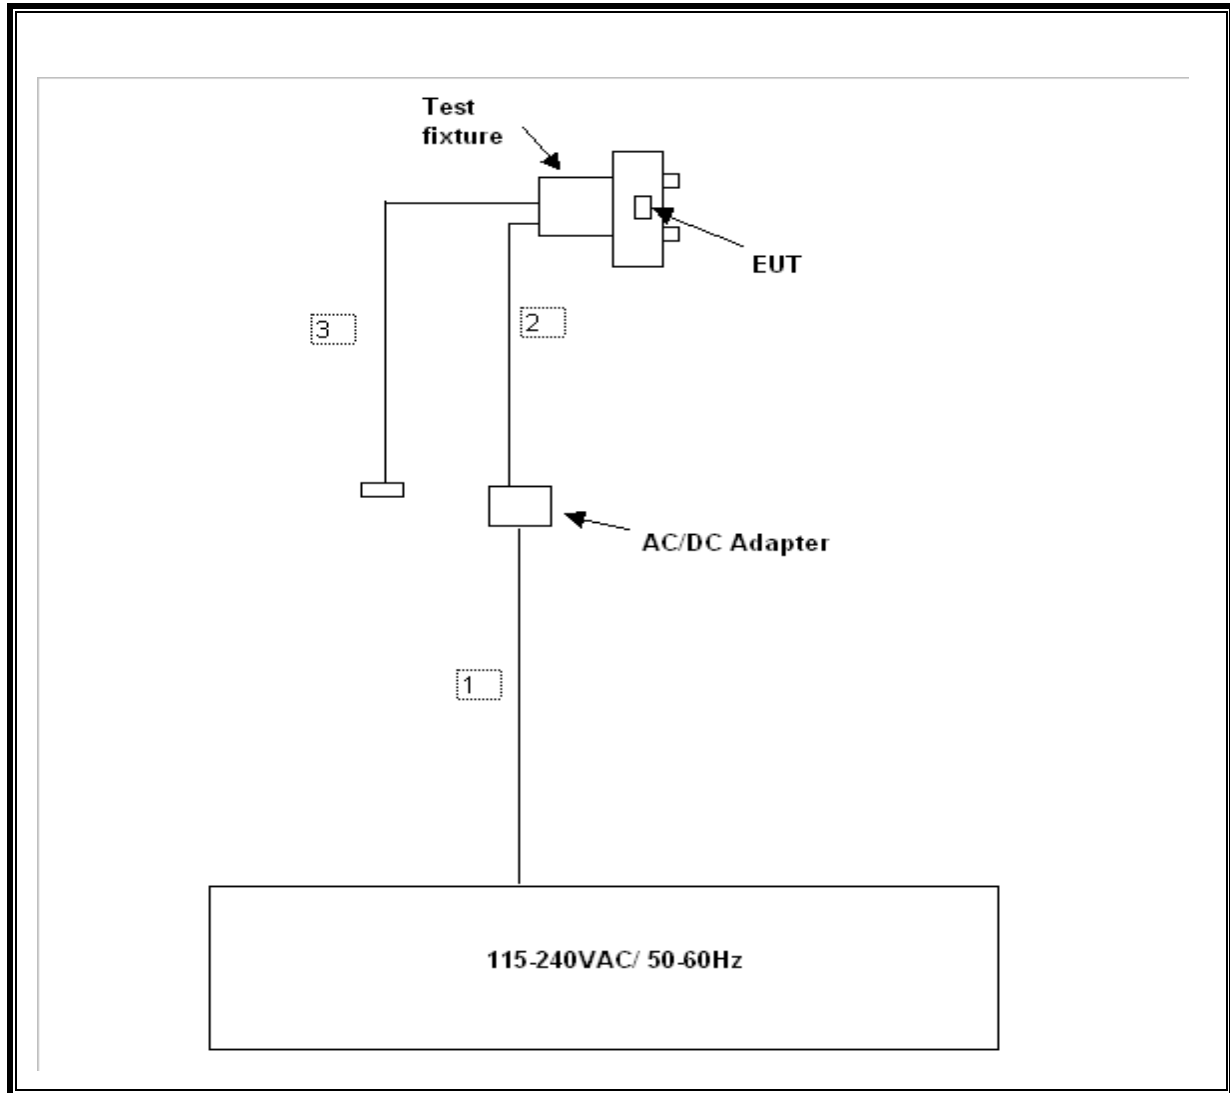 Test
fixture
EUT
3
2
AC/DC Adapter
1
115-240VAC/ 50-60Hz